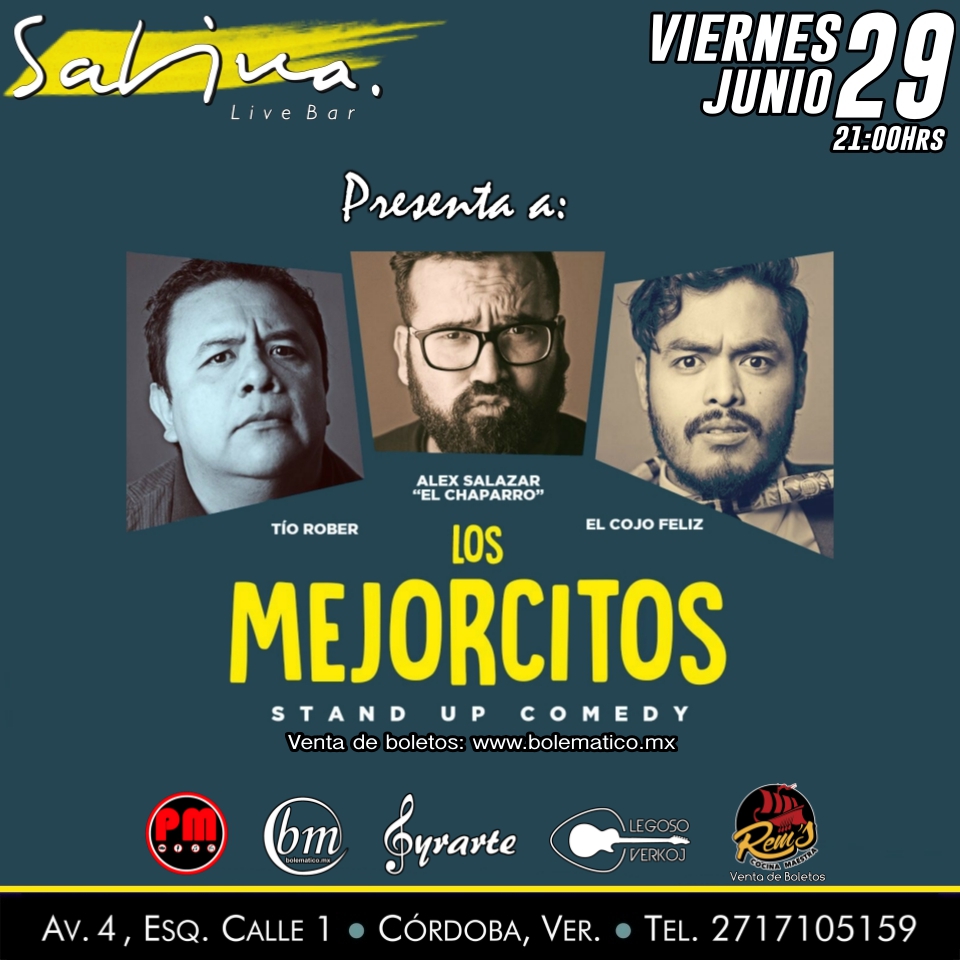 Sabina.
Live Bar
VIERNES
JUNIO 29
21:00HRS
Presenta a:
ALEX SALAZAR
“EL CHAPARRO”
TÍO ROBER
EL COJO FELIZ
LOS
MEJORCITOS
STAND UP COMEDY
Venta de boletos: www.bolematico.mx
PM
bm
bolematico.mx
Gyrarte
LEGOSO
VERKOJ
Rem's
COCINA MAESTRA
Venta de Boletos
AV. 4, ESQ. CALLE 1 • CÓRDOBA, VER. • TEL. 2717105159